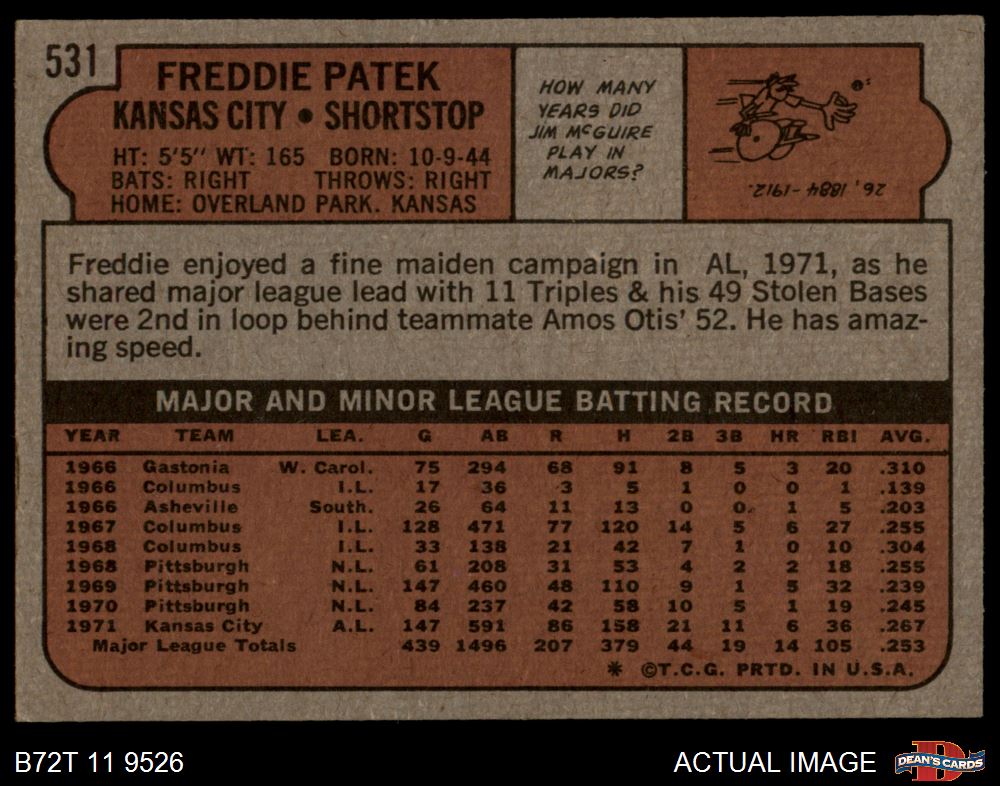 531
FREDDIE PATEK
KANSAS CITY • SHORTSTOP
HT: 5'5" WT: 165 BORN: 10-9-44
BATS: RIGHT THROWS: RIGHT
HOME: OVERLAND PARK. KANSAS
HOW MANY
YEARS DID
JIM McGUIRE
PLAY IN
MAJORS?
26, 1884-1912.
Freddie enjoyed a fine maiden campaign in AL, 1971, as he
shared major league lead with 11 Triples & his 49 Stolen Bases
were 2nd in loop behind teammate Amos Otis' 52. He has amaz-
ing speed.
MAJOR AND MINOR LEAGUE BATTING RECORD
YEAR TEAM LEA. G AB R H 2B 3B HR RBI AVG.
1966 Gastonia W. Carol. 75 294 68 91 8 5 3 20 .310
1966 Columbus I.L. 17 36 3 5 1 0 0 1 .139
1966 Asheville South. 26 64 11 13 0 0 1 5 .203
1967 Columbus I.L. 128 471 77 120 14 5 6 27 .255
1968 Columbus I.L. 33 138 21 42 7 1 0 10 .304
1968 Pittsburgh N.L. 61 208 31 53 4 2 2 18 .255
1969 Pittsburgh N.L. 147 460 48 110 9 1 5 32 .239
1970 Pittsburgh N.L. 84 237 42 58 10 5 1 19 .245
1971 Kansas City A.L. 147 591 86 158 21 11 6 36 .267
Major League Totals 439 1496 207 379 44 19 14 105 .253
* ©T.C.G. PRTD. IN U.S.A.
B72T 11 9526
ACTUAL IMAGE
D
DEAN'S CARDS